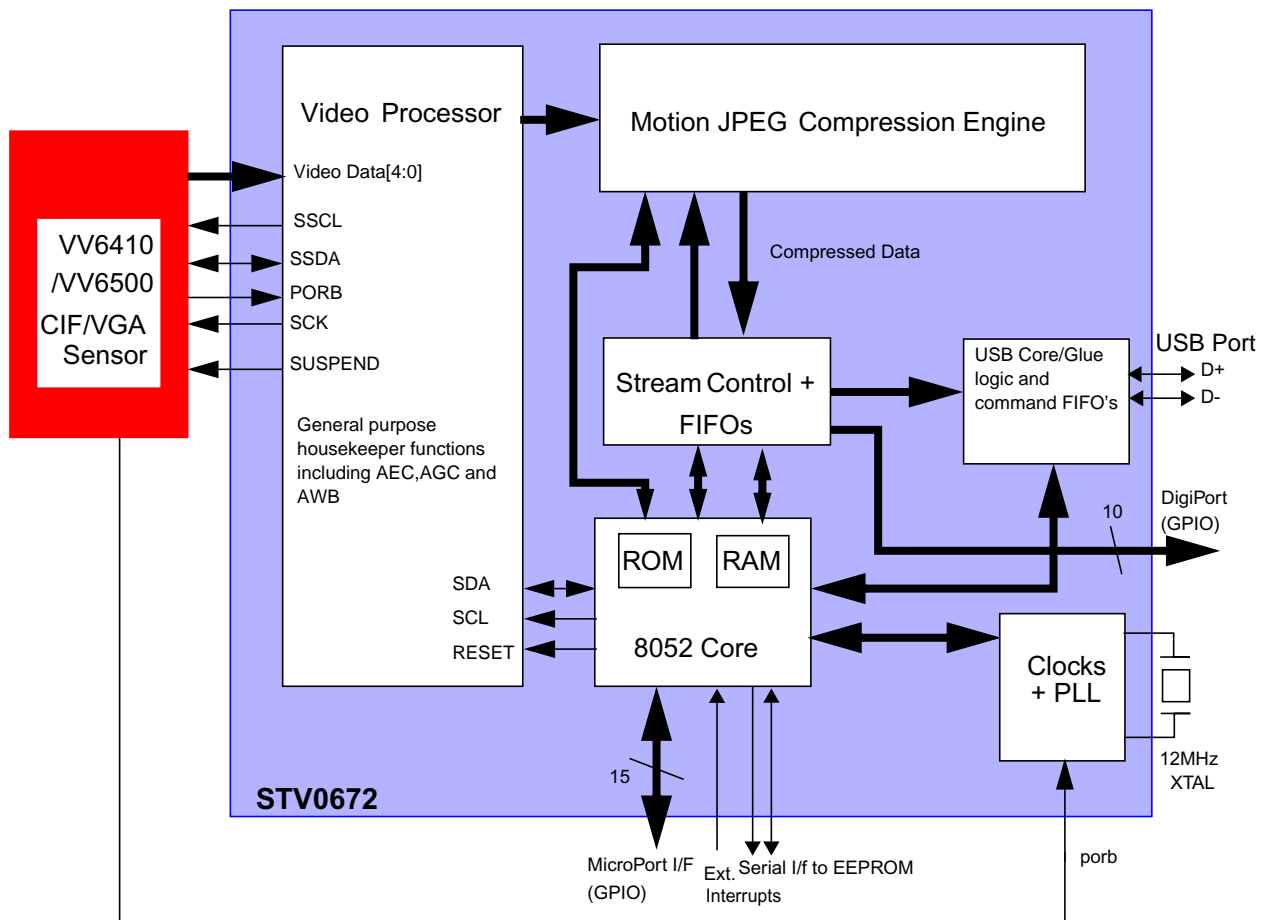 Video Processor
Motion JPEG Compression Engine
Video Data[4:0]
SSCL
SSDA
PORB
SCK
SUSPEND
VV6410
/VV6500
CIF/VGA
Sensor
General purpose
housekeeper functions
including AEC,AGC and
AWB
Compressed Data
Stream Control +
FIFOs
USB Core/Glue
logic and
command FIFO's
USB Port
D+
D-
DigiPort
(GPIO)
10
ROM
RAM
8052 Core
SDA
SCL
RESET
Clocks
+ PLL
12MHz
XTAL
15
STV0672
MicroPort I/F
(GPIO)
Ext.
Interrupts
Serial I/f to EEPROM
porb